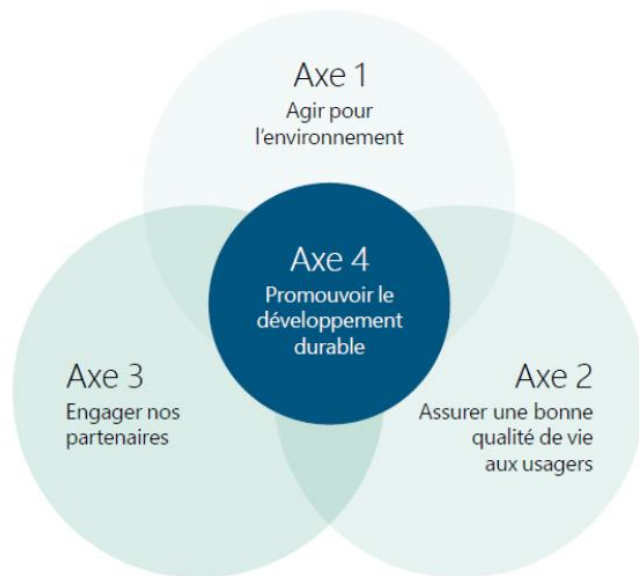 Axe 1
Agir pour
l'environnement
Axe 4
Promouvoir le
développement
durable
Axe 3
Engager nos
partenaires
Axe 2
Assurer une bonne
qualité de vie
aux usagers